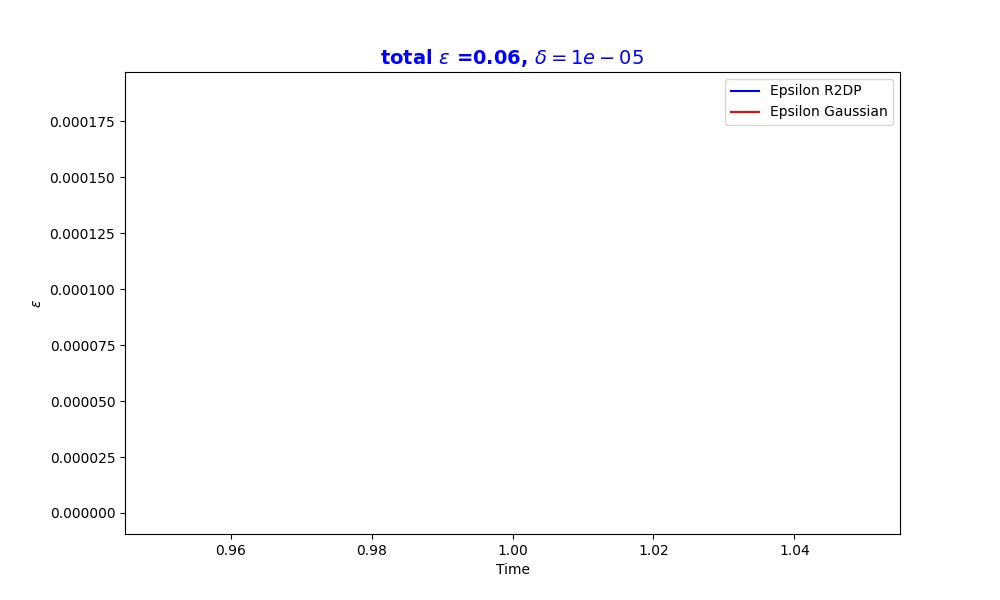 total ε =0.06, δ = 1e − 05
Epsilon R2DP
Epsilon Gaussian
0.000175
0.000150
0.000125
0.000100
0.000075
0.000050
0.000025
0.000000
ε
0.96 0.98 1.00 1.02 1.04
Time